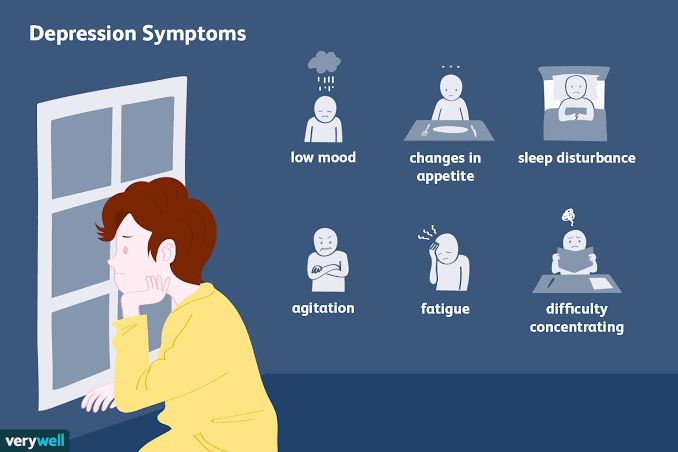 Depression Symptoms
low mood
changes in
appetite
sleep disturbance
agitation
fatigue
difficulty
concentrating
verywell